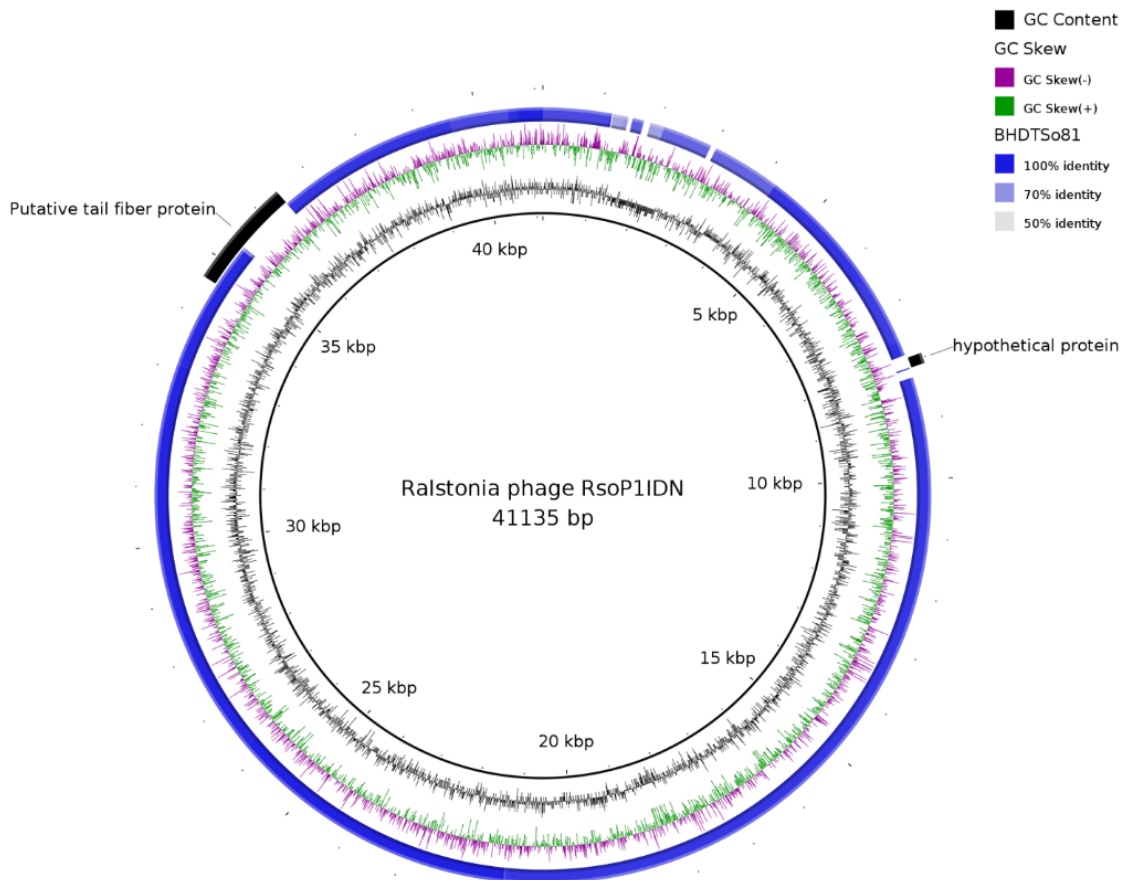 GC Content
GC Skew
GC Skew(-)
GC Skew(+)
BHDTSo81
100% identity
70% identity
50% identity
Putative tail fiber protein
40 kbp
5 kbp
35 kbp
hypothetical protein
Ralstonia phage RsoP1IDN
41135 bp
10 kbp
30 kbp
15 kbp
25 kbp
20 kbp